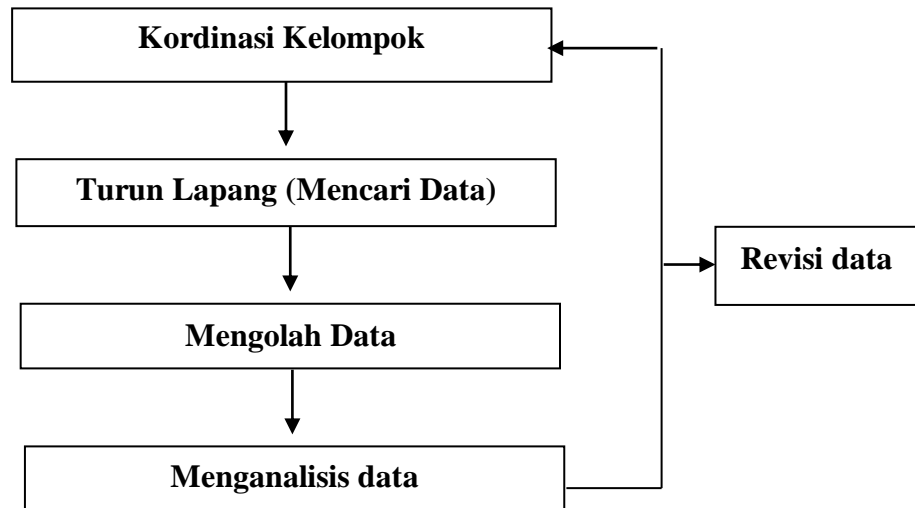 Kordinasi Kelompok
Turun Lapang (Mencari Data)
Revisi data
Mengolah Data
Menganalisis data